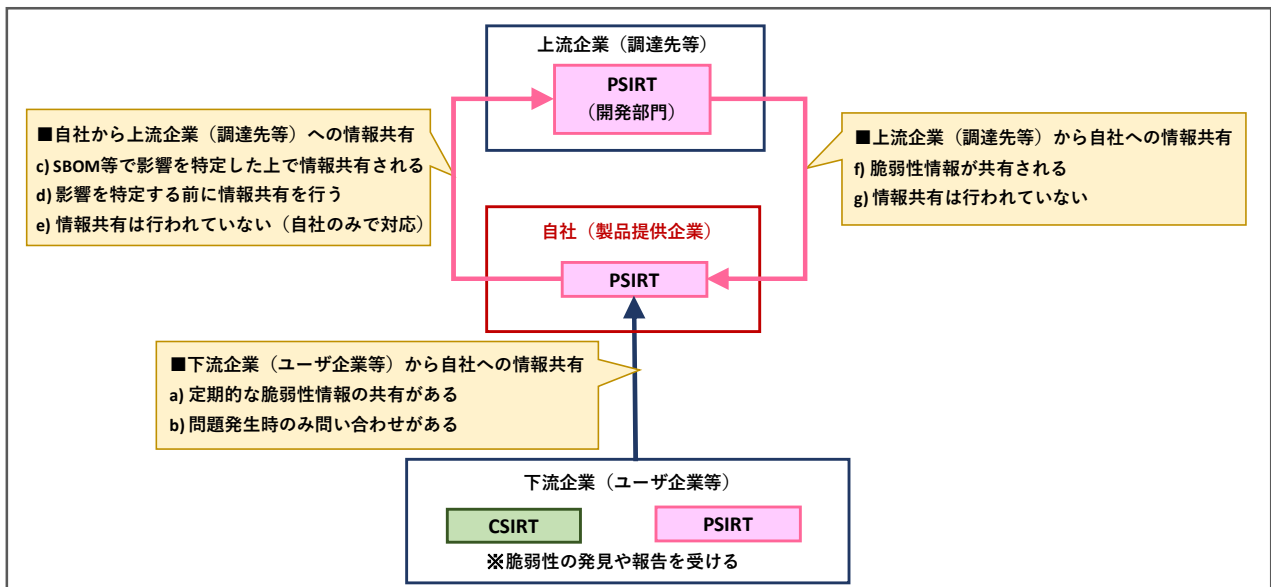 上流企業（調達先等）
PSIRT
（開発部門）
■自社から上流企業（調達先等）への情報共有
c) SBOM等で影響を特定した上で情報共有される
d) 影響を特定する前に情報共有を行う
e) 情報共有は行われていない（自社のみで対応）
■上流企業（調達先等）から自社への情報共有
f) 脆弱性情報が共有される
g) 情報共有は行われていない
自社（製品提供企業）
PSIRT
■下流企業（ユーザ企業等）から自社への情報共有
a) 定期的な脆弱性情報の共有がある
b) 問題発生時のみ問い合わせがある
下流企業（ユーザ企業等）
CSIRT
PSIRT
※脆弱性の発見や報告を受ける